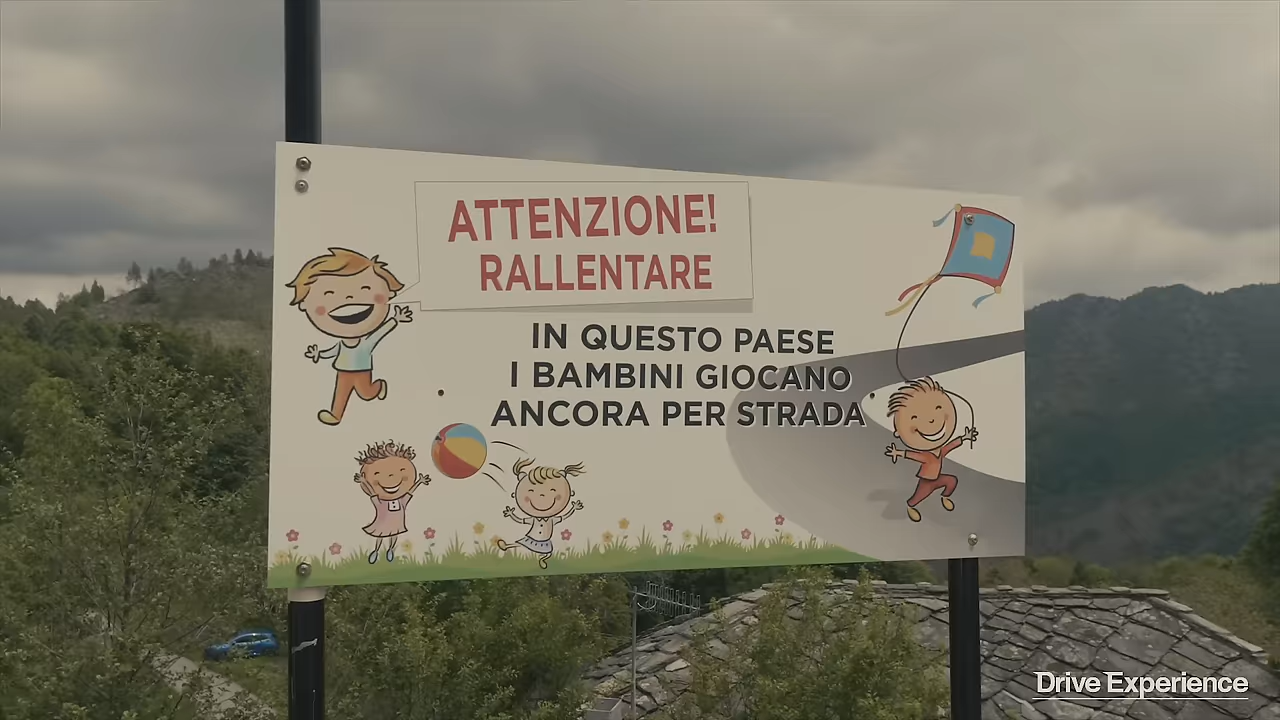 ATTENZIONE!
RALLENTARE
IN QUESTO PAESE
I BAMBINI GIOCANO
ANCORA PER STRADA
Drive Experience